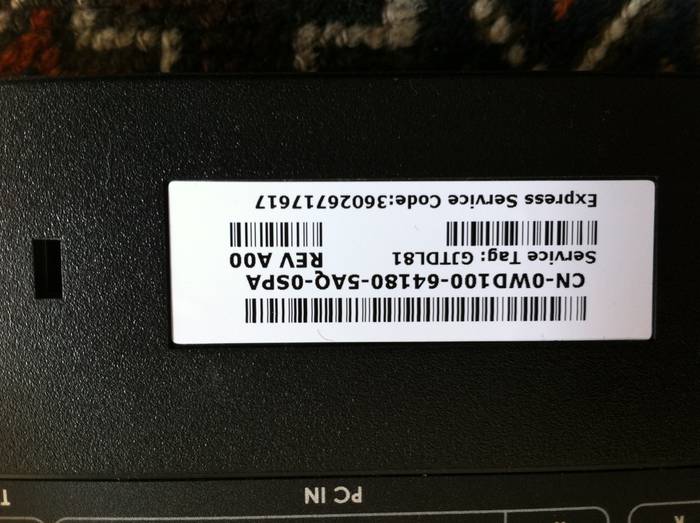 PC IN
CN-0WD100-64180-5AQ-0SPA
Service Tag: GJTDL81
REV A00
Express Service Code:36026717617